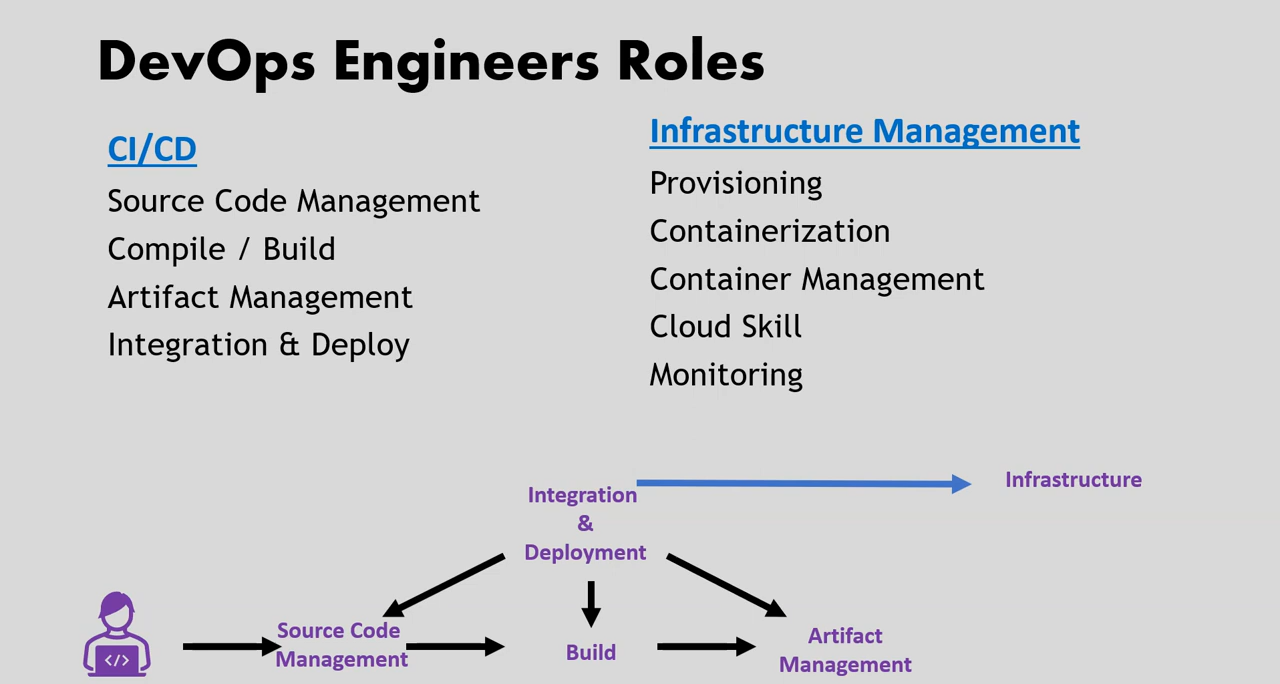 DevOps Engineers Roles
CI/CD
Source Code Management
Compile / Build
Artifact Management
Integration & Deploy
Infrastructure Management
Provisioning
Containerization
Container Management
Cloud Skill
Monitoring
Integration
&
Deployment
Infrastructure
</>
Source Code
Management
Build
Artifact
Management